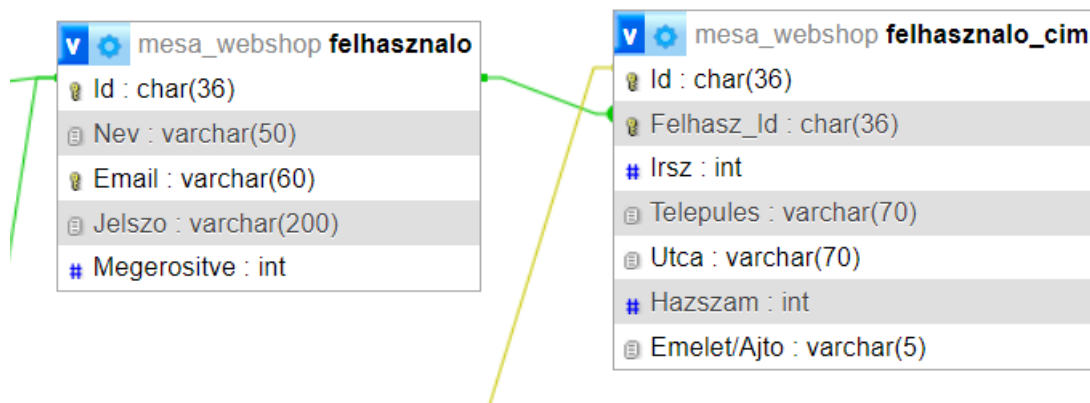 v mesa_webshop felhasznalo
Id : char(36)
Nev : varchar(50)
Email : varchar(60)
Jelszo : varchar(200)
# Megerositve : int
v mesa_webshop felhasznalo_cim
Id : char(36)
Felhasz_Id : char(36)
# Irsz : int
Telepules : varchar(70)
Utca : varchar(70)
# Hazszam : int
Emelet/Ajto : varchar(5)